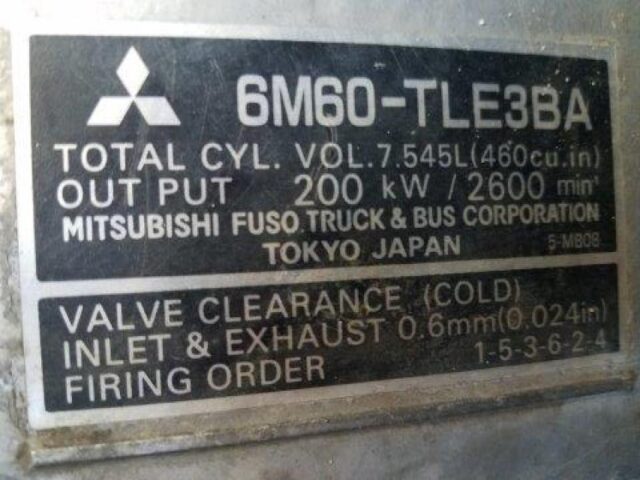 6M60-TLE3BA
TOTAL CYL. VOL.7.545L(460cu.in)
OUT PUT 200 kW / 2600 min⁻¹
MITSUBISHI FUSO TRUCK & BUS CORPORATION
TOKYO JAPAN 5-M808
VALVE CLEARANCE (COLD)
INLET & EXHAUST 0.6mm(0.024in)
FIRING ORDER 1-5-3-6-2-4